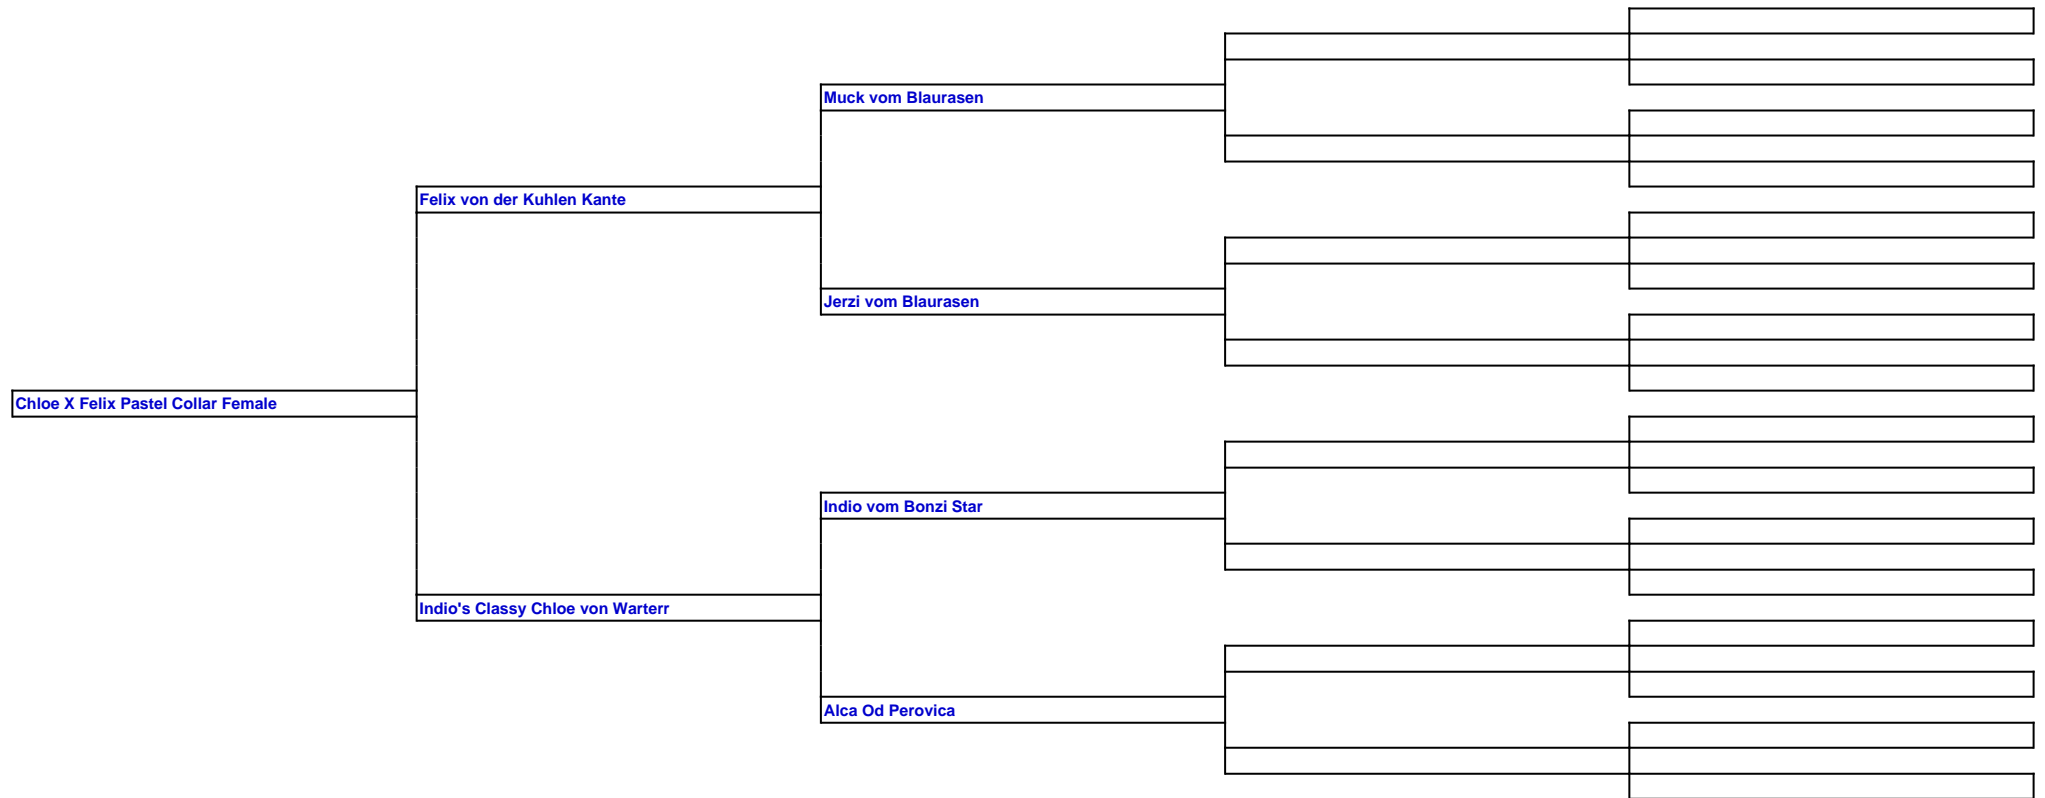 Muck vom Blaurasen
Felix von der Kuhlen Kante
Jerzi vom Blaurasen
Chloe X Felix Pastel Collar Female
Indio vom Bonzi Star
Indio's Classy Chloe von Warterr
Alca Od Perovica